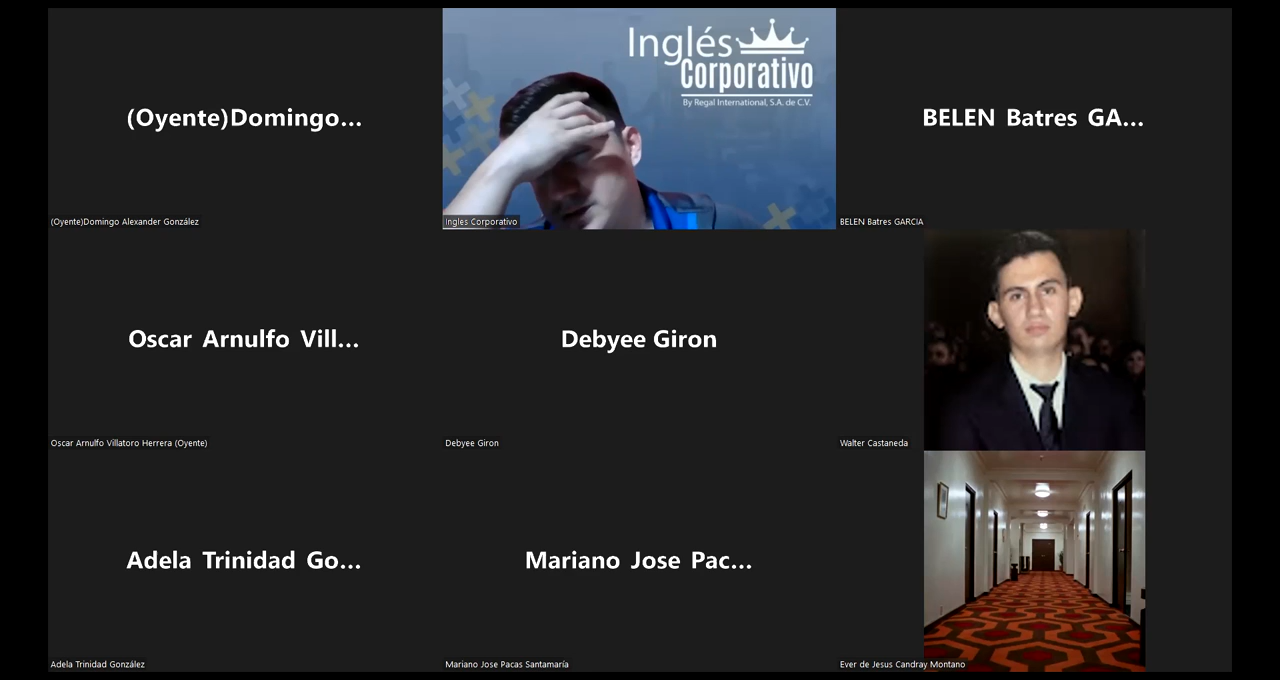 (Oyente)Domingo...
(Oyente)Domingo Alexander González
Inglés
Corporativo
By Regal International, S.A. de C.V.
Ingles Corporativo
BELEN Batres GA...
BELEN Batres GARCIA
Oscar Arnulfo Vill...
Oscar Arnulfo Villatoro Herrera (Oyente)
Debyee Giron
Debyee Giron
Walter Castaneda
Adela Trinidad Go...
Adela Trinidad González
Mariano Jose Pac...
Mariano Jose Pacas Santamaría
Ever de Jesus Candray Montano